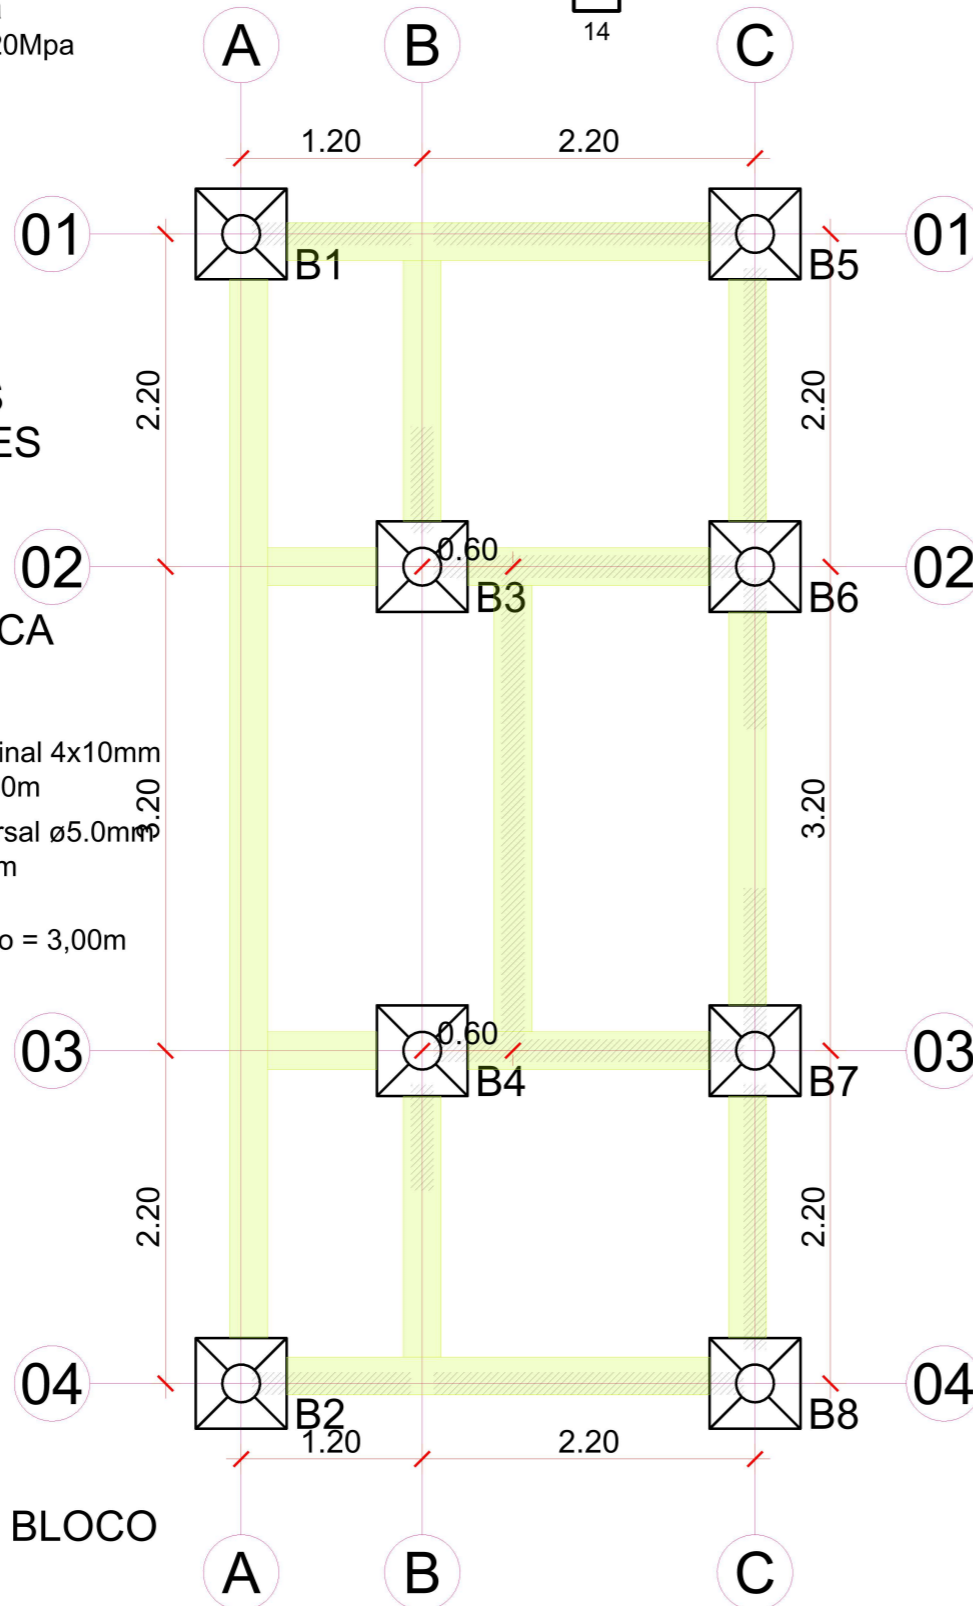 20Mpa
14
A
B
C
1.20
2.20
01
01
B1
B5
2.20
2.20
S
ES
02
02
0.60
B3
B6
CA
inal 4x10mm
0m
3.20
3.20
rsal ø5.0mm
m
o = 3,00m
03
03
0.60
B4
B7
2.20
2.20
04
04
B2
B8
1.20
2.20
BLOCO
A
B
C